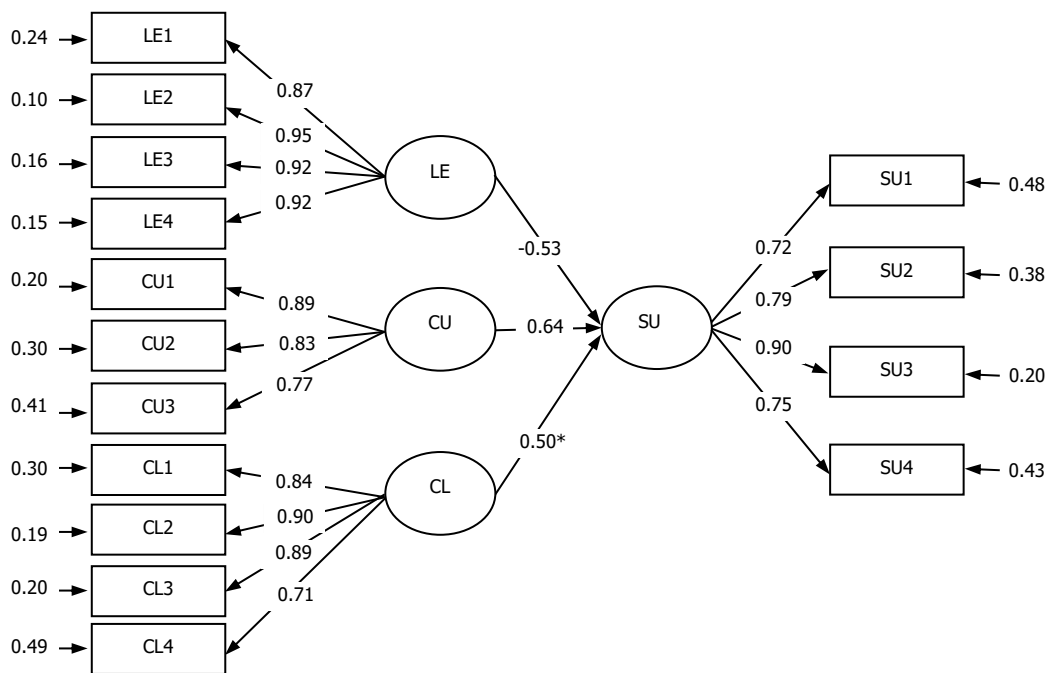 0.24 LE1
0.87
0.10 LE2
0.95
0.16 LE3
0.92
0.15 LE4
0.92
LE
-0.53
0.20 CU1
0.89
0.30 CU2
0.83
0.41 CU3
0.77
CU
0.64
0.30 CL1
0.84
0.19 CL2
0.90
0.20 CL3
0.89
0.49 CL4
0.71
CL
0.50*
SU
0.72
SU1 0.48
0.79
SU2 0.38
0.90
SU3 0.20
0.75
SU4 0.43